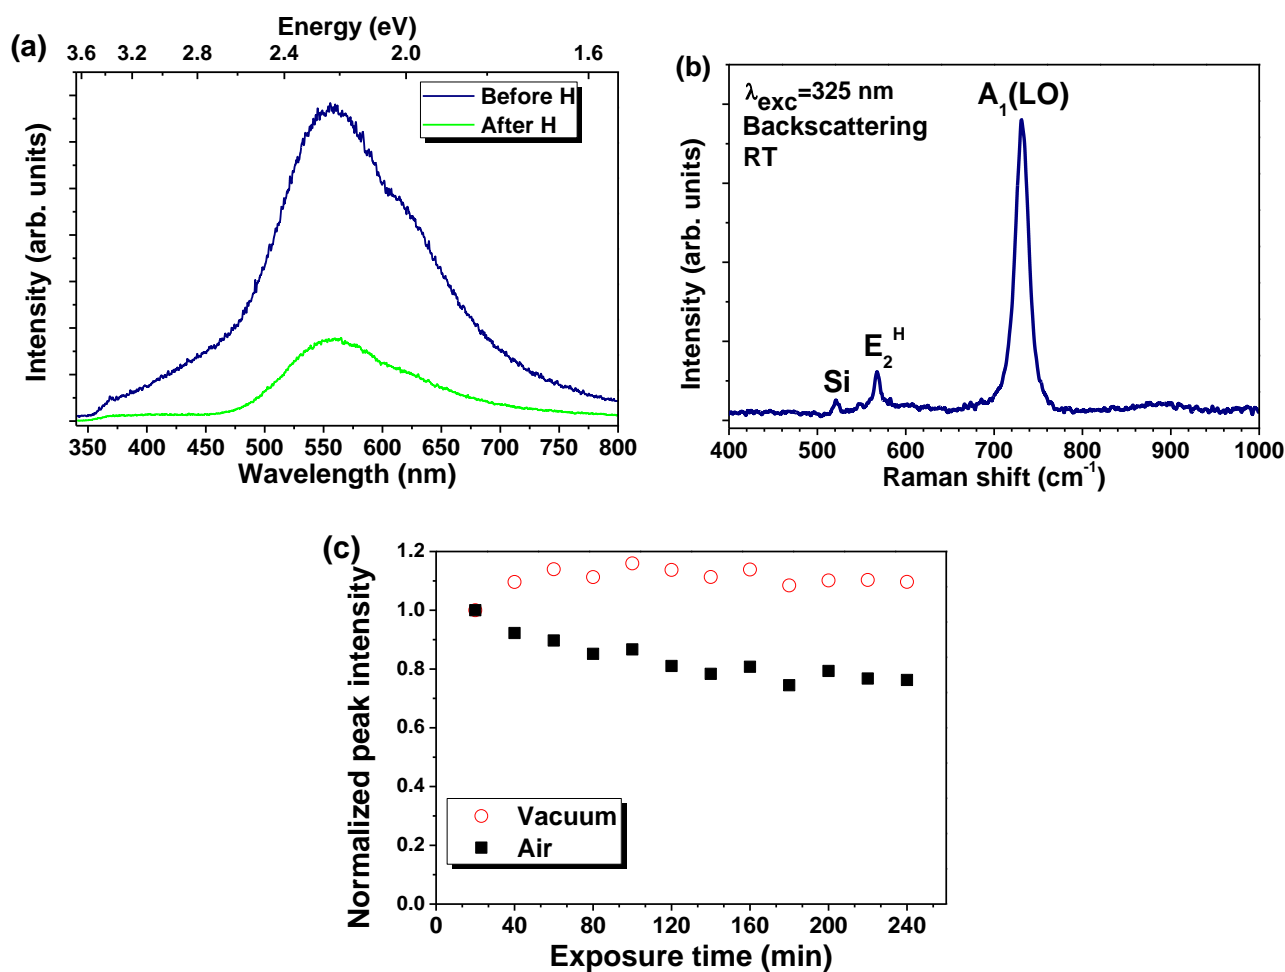 (a)
Energy (eV)
3.6 3.2 2.8 2.4 2.0 1.6
Before H
After H
Intensity (arb. units)
350 400 450 500 550 600 650 700 750 800
Wavelength (nm)
(b)
λexc=325 nm
Backscattering
RT
A1(LO)
E2H
Si
Intensity (arb. units)
400 500 600 700 800 900 1000
Raman shift (cm-1)
(c)
1.2
1.0
0.8
0.6
0.4
0.2
0.0
Normalized peak intensity
Vacuum
Air
0 40 80 120 160 200 240
Exposure time (min)